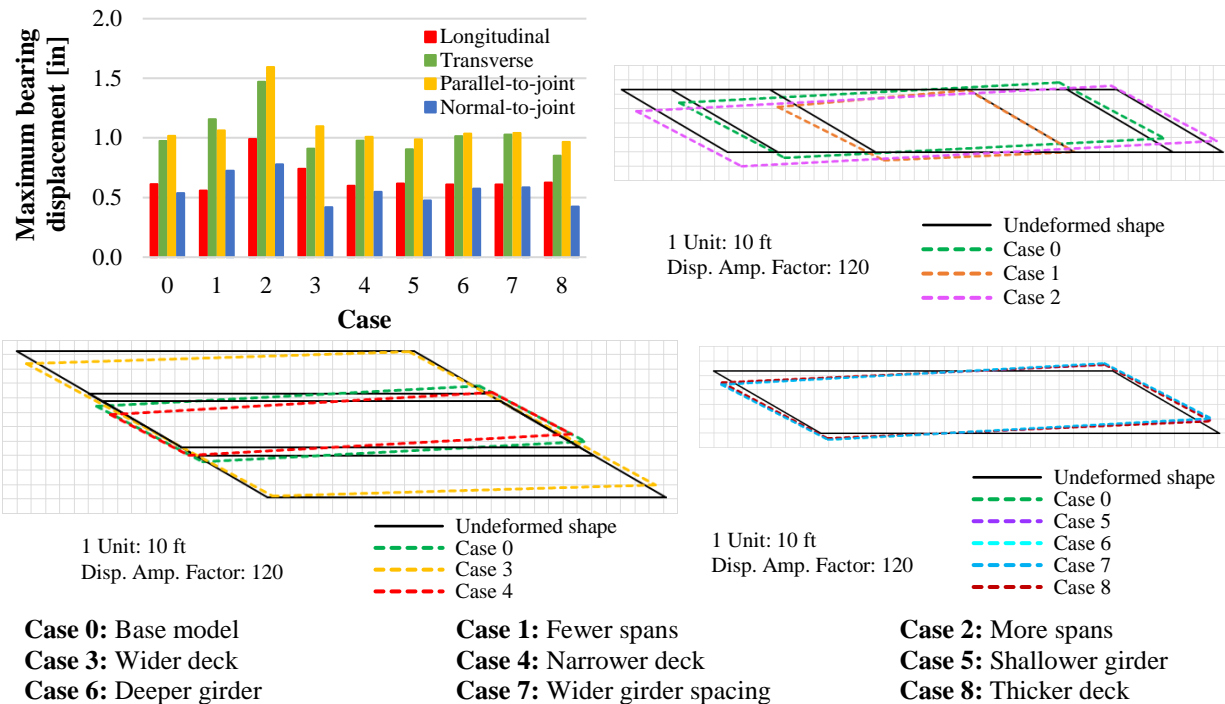 Maximum bearing
displacement [in]
2.0
1.5
1.0
0.5
0.0
Longitudinal
Transverse
Parallel-to-joint
Normal-to-joint
0 1 2 3 4 5 6 7 8
Case
1 Unit: 10 ft
Disp. Amp. Factor: 120
Undeformed shape
Case 0
Case 1
Case 2
1 Unit: 10 ft
Disp. Amp. Factor: 120
Undeformed shape
Case 0
Case 3
Case 4
1 Unit: 10 ft
Disp. Amp. Factor: 120
Undeformed shape
Case 0
Case 5
Case 6
Case 7
Case 8
Case 0: Base model Case 1: Fewer spans Case 2: More spans
Case 3: Wider deck Case 4: Narrower deck Case 5: Shallower girder
Case 6: Deeper girder Case 7: Wider girder spacing Case 8: Thicker deck